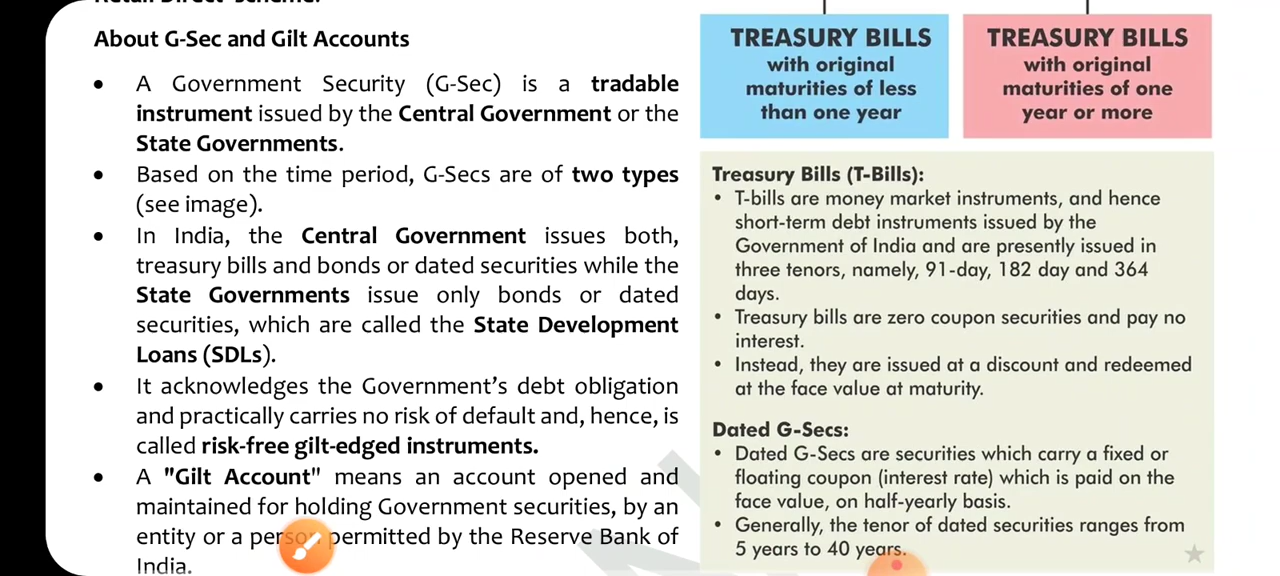 Retail Direct' Scheme.
About G-Sec and Gilt Accounts
• A Government Security (G-Sec) is a tradable
instrument issued by the Central Government or the
State Governments.
• Based on the time period, G-Secs are of two types
(see image).
• In India, the Central Government issues both,
treasury bills and bonds or dated securities while the
State Governments issue only bonds or dated
securities, which are called the State Development
Loans (SDLs).
• It acknowledges the Government's debt obligation
and practically carries no risk of default and, hence, is
called risk-free gilt-edged instruments.
• A "Gilt Account" means an account opened and
maintained for holding Government securities, by an
entity or a person permitted by the Reserve Bank of
India.
TREASURY BILLS
with original
maturities of less
than one year
TREASURY BILLS
with original
maturities of one
year or more
Treasury Bills (T-Bills):
• T-bills are money market instruments, and hence
short-term debt instruments issued by the
Government of India and are presently issued in
three tenors, namely, 91-day, 182 day and 364
days.
• Treasury bills are zero coupon securities and pay no
interest.
• Instead, they are issued at a discount and redeemed
at the face value at maturity.
Dated G-Secs:
• Dated G-Secs are securities which carry a fixed or
floating coupon (interest rate) which is paid on the
face value, on half-yearly basis.
• Generally, the tenor of dated securities ranges from
5 years to 40 years.